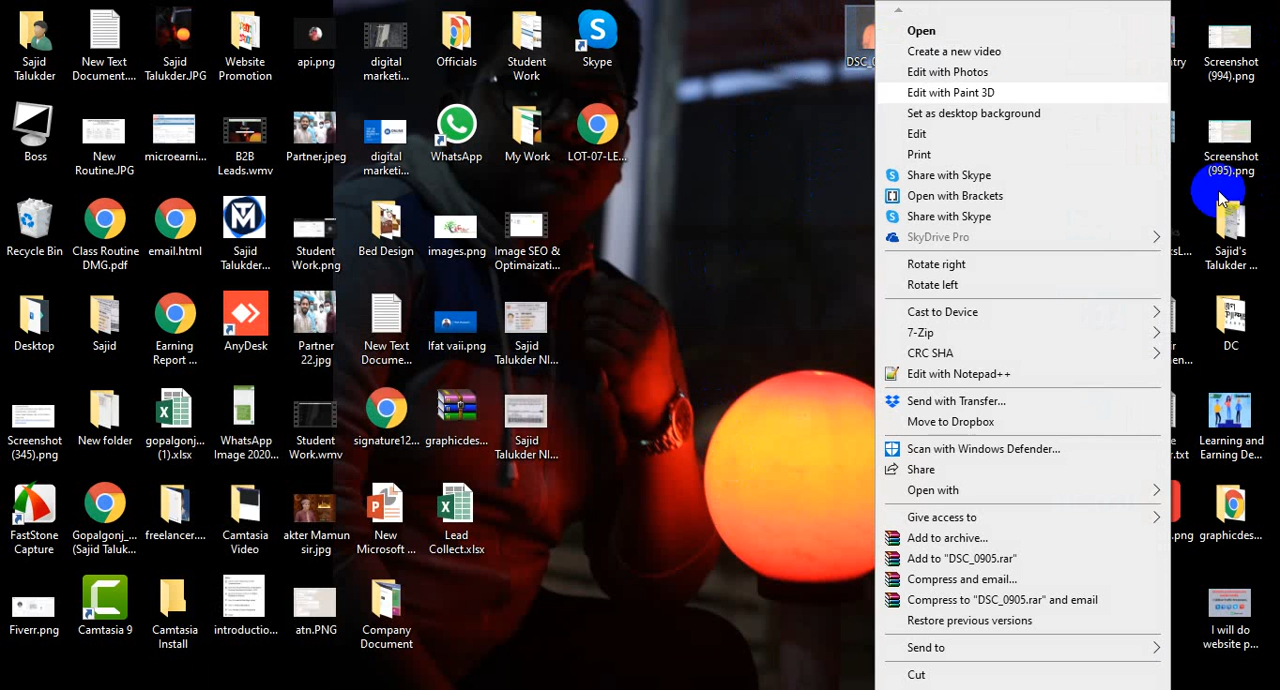 Sajid
Talukder
New Text
Document....
Sajid
Talukder.JPG
Website
Promotion
api.png
digital
marketi...
Officials
Student
Work
Skype
Boss
New
Routine.JPG
microearni...
B2B
Leads.wmv
Partner.jpeg
digital
marketi...
WhatsApp
My Work
LOT-07-LE...
Recycle Bin
Class Routine
DMG.pdf
email.html
Sajid
Talukder...
Student
Work.png
Bed Design
images.png
Image SEO &
Optimaizati...
Desktop
Sajid
Earning
Report ...
AnyDesk
Partner
22.jpg
New Text
Docume...
Ifat vaii.png
Sajid
Talukder NI...
Screenshot
(345).png
New folder
gopalgonj...
(1).xlsx
WhatsApp
Image 2020...
Student
Work.wmv
signature12...
graphicdes...
Sajid
Talukder NI...
FastStone
Capture
Gopalgonj_...
(Sajid Taluk...
freelancer....
Camtasia
Video
akter Mamun
sir.jpg
New
Microsoft ...
Lead
Collect.xlsx
Fiverr.png
Camtasia 9
Camtasia
Install
introductio...
atn.PNG
Company
Document
Open
Create a new video
Edit with Photos
Edit with Paint 3D
Set as desktop background
Edit
Print
Share with Skype
Open with Brackets
Share with Skype
SkyDrive Pro
Rotate right
Rotate left
Cast to Device
7-Zip
CRC SHA
Edit with Notepad++
Send with Transfer...
Move to Dropbox
Scan with Windows Defender...
Share
Open with
Give access to
Add to archive...
Add to "DSC_0905.rar"
Compress and email...
Compress to "DSC_0905.rar" and email
Restore previous versions
Send to
Cut
Screenshot
(994).png
Screenshot
(995).png
Sajid's
Talukder ...
DC
Learning and
Earning De...
graphicdes...
I will do
website p...